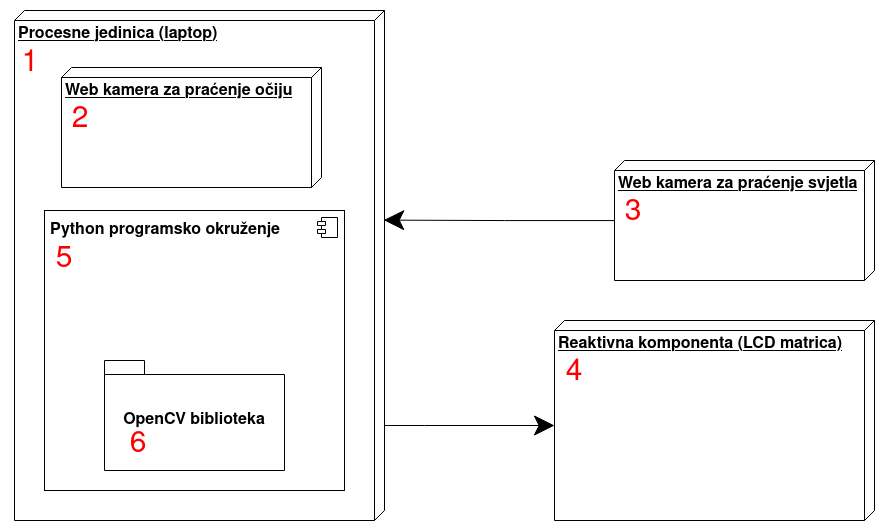 Procesne jedinica (laptop)
1
Web kamera za praćenje očiju
2
Python programsko okruženje
5
OpenCV biblioteka
6
Web kamera za praćenje svjetla
3
Reaktivna komponenta (LCD matrica)
4